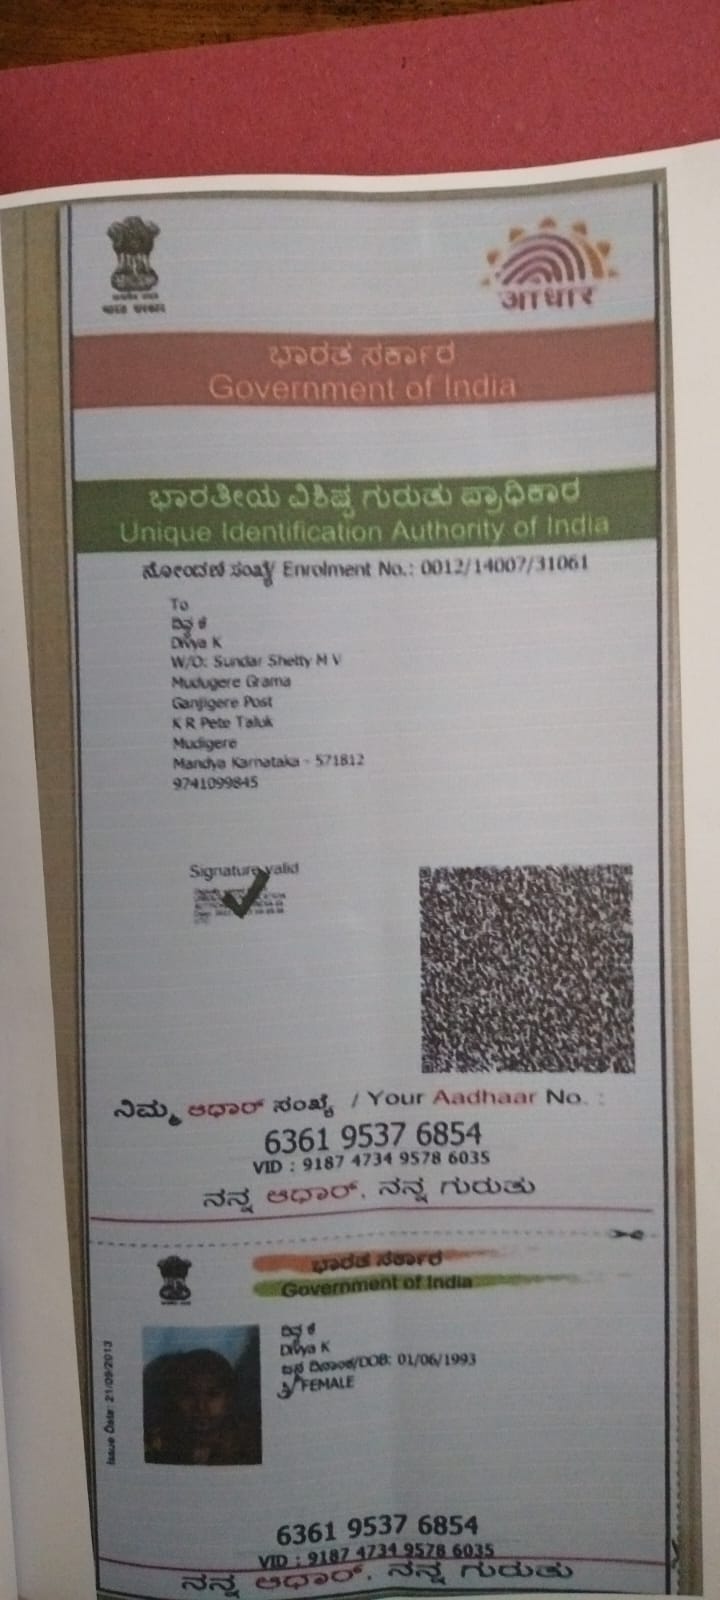 भारत सरकार
आधार
ಭಾರತ ಸರ್ಕಾರ
Government of India
ಭಾರತೀಯ ವಿಶಿಷ್ಟ ಗುರುತು ಪ್ರಾಧಿಕಾರ
Unique Identification Authority of India
ನೋಂದಣಿ ಸಂಖ್ಯೆ/ Enrolment No.: 0012/14007/31061
To
ದಿವ್ಯ ಕೆ
Divya K
W/O: Sundar Shetty M V
Mudugere Grama
Ganjigere Post
K R Pete Taluk
Mudigere
Mandya Karnataka - 571812
9741099845
Signature valid
ನಿಮ್ಮ ಆಧಾರ್ ಸಂಖ್ಯೆ / Your Aadhaar No. :
6361 9537 6854
VID : 9187 4734 9578 6035
ನನ್ನ ಆಧಾರ್, ನನ್ನ ಗುರುತು
ಭಾರತ ಸರ್ಕಾರ
Government of India
Issue Date: 21/09/2013
ದಿವ್ಯ ಕೆ
Divya K
ಜನ್ಮ ದಿನಾಂಕ/DOB: 01/06/1993
FEMALE
6361 9537 6854
VID : 9187 4734 9578 6035
ನನ್ನ ಆಧಾರ್, ನನ್ನ ಗುರುತು